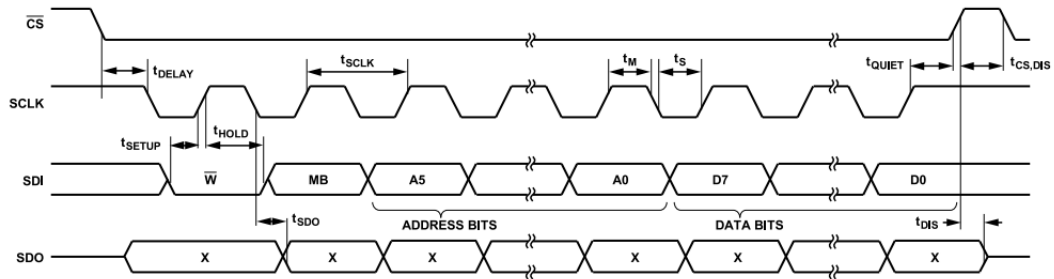 C̅S̅
tDELAY
tSCLK
tM
tS
tQUIET
tCS,DIS
SCLK
tSETUP
tHOLD
SDI
W̅
MB
A5
A0
D7
D0
tSDO
ADDRESS BITS
DATA BITS
tDIS
SDO
X
X
X
X
X
X